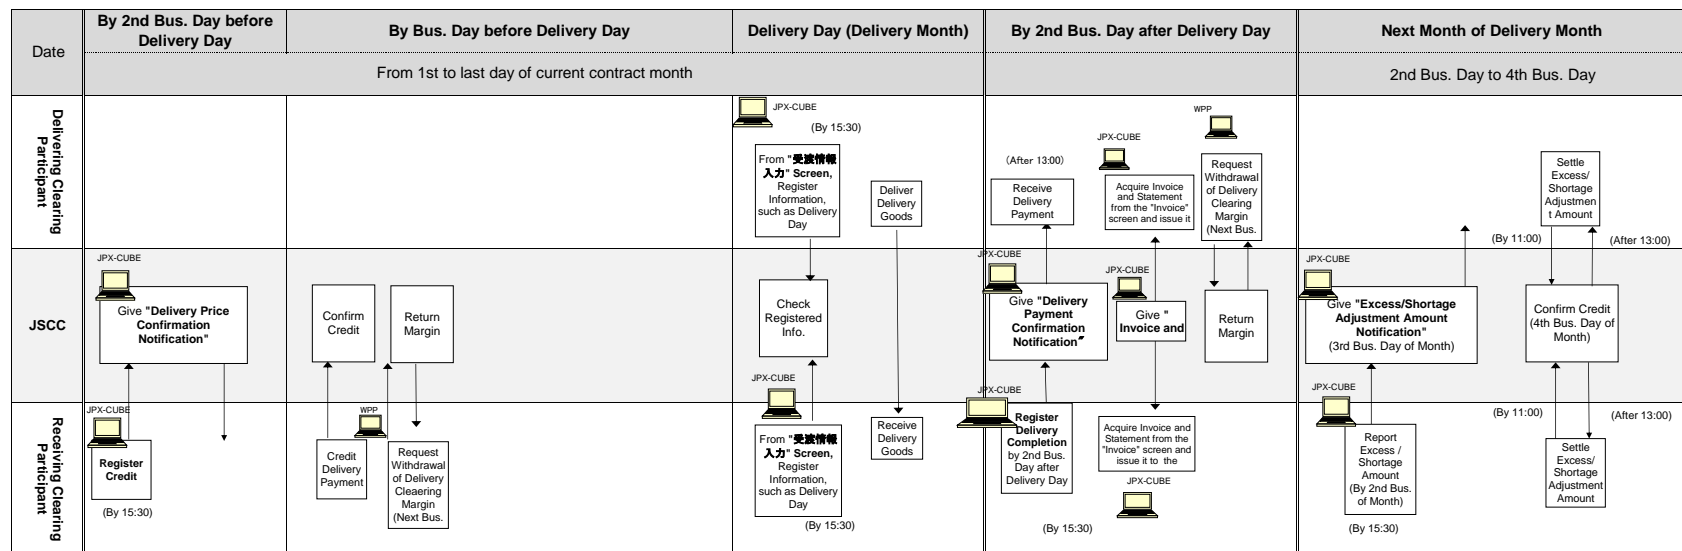 Date
By 2nd Bus. Day before
Delivery Day
By Bus. Day before Delivery Day
Delivery Day (Delivery Month)
By 2nd Bus. Day after Delivery Day
Next Month of Delivery Month
From 1st to last day of current contract month
2nd Bus. Day to 4th Bus. Day
Delivering Clearing
Participant
JPX-CUBE
(By 15:30)
From "受渡情報
入力" Screen,
Register
Information,
such as Delivery
Day
Deliver
Delivery
Goods
(After 13:00)
Receive
Delivery
Payment
JPX-CUBE
Acquire Invoice
and Statement
from the "Invoice"
screen and issue it
WPP
Request
Withdrawal
of Delivery
Clearing
Margin
(Next Bus.
Settle
Excess/
Shortage
Adjustmen
t Amount
(By 11:00)
(After 13:00)
JSCC
JPX-CUBE
Give "Delivery Price
Confirmation
Notification"
Confirm
Credit
Return
Margin
Check
Registered
Info.
JPX-CUBE
Give "Delivery
Payment
Confirmation
Notification"
JPX-CUBE
Give "
Invoice and
Return
Margin
JPX-CUBE
Give "Excess/Shortage
Adjustment Amount
Notification"
(3rd Bus. Day of Month)
Confirm Credit
(4th Bus. Day of
Month)
Receiving Clearing
Participant
JPX-CUBE
Register
Credit
(By 15:30)
Credit
Delivery
Payment
WPP
Request
Withdrawal
of Delivery
Cleearing
Margin
(Next Bus.
JPX-CUBE
From "受渡情報
入力" Screen,
Register
Information,
such as Delivery
Day
(By 15:30)
Receive
Delivery
Goods
JPX-CUBE
Register
Delivery
Completion
by 2nd Bus.
Day after
Delivery Day
(By 15:30)
Acquire Invoice and
Statement from the
"Invoice" screen and
issue it to the
JPX-CUBE
JPX-CUBE
Report
Excess /
Shortage
Amount
(By 2nd Bus.
of Month)
(By 15:30)
(By 11:00)
(After 13:00)
Settle
Excess/
Shortage
Adjustment
Amount